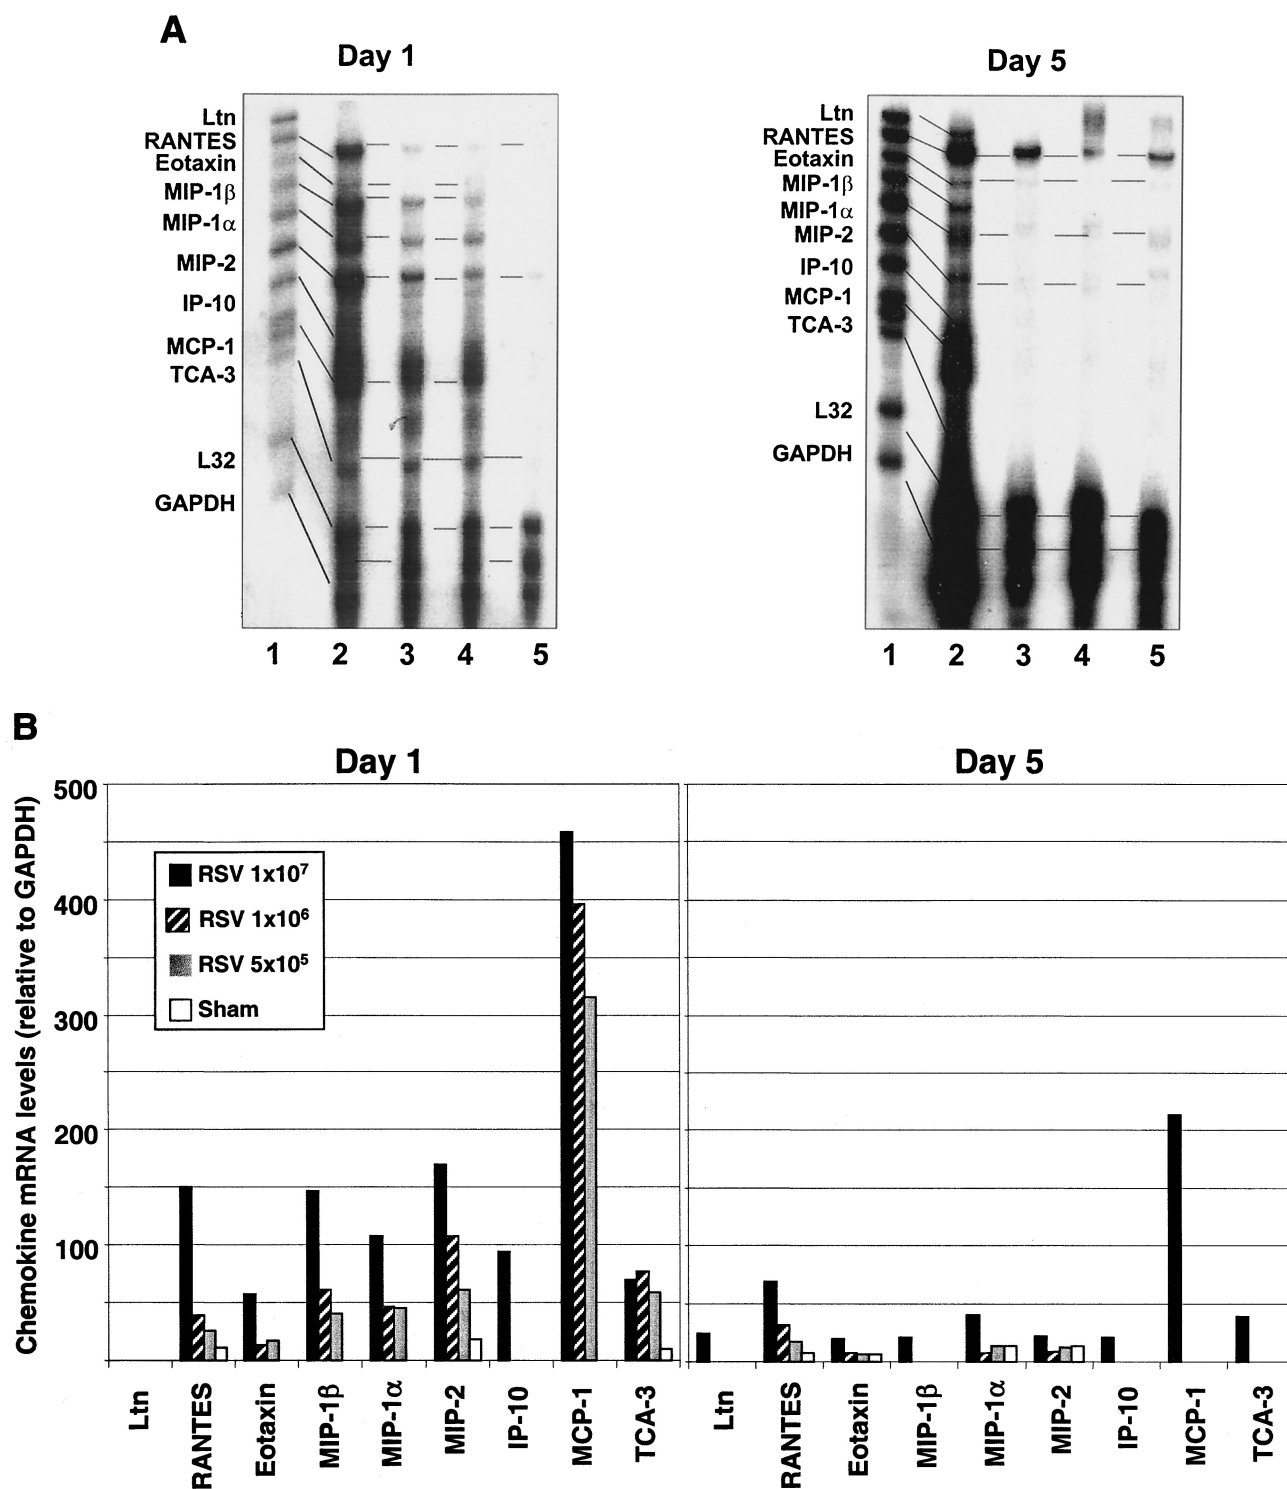 A
Day 1
Day 5
Ltn
RANTES
Eotaxin
MIP-1β
MIP-1α
MIP-2
IP-10
MCP-1
TCA-3
L32
GAPDH
1 2 3 4 5
Ltn
RANTES
Eotaxin
MIP-1β
MIP-1α
MIP-2
IP-10
MCP-1
TCA-3
L32
GAPDH
1 2 3 4 5
B
Day 1
Day 5
Chemokine mRNA levels (relative to GAPDH)
500
400
300
200
100
RSV 1x10⁷
RSV 1x10⁶
RSV 5x10⁵
Sham
Ltn
RANTES
Eotaxin
MIP-1β
MIP-1α
MIP-2
IP-10
MCP-1
TCA-3
Ltn
RANTES
Eotaxin
MIP-1β
MIP-1α
MIP-2
IP-10
MCP-1
TCA-3